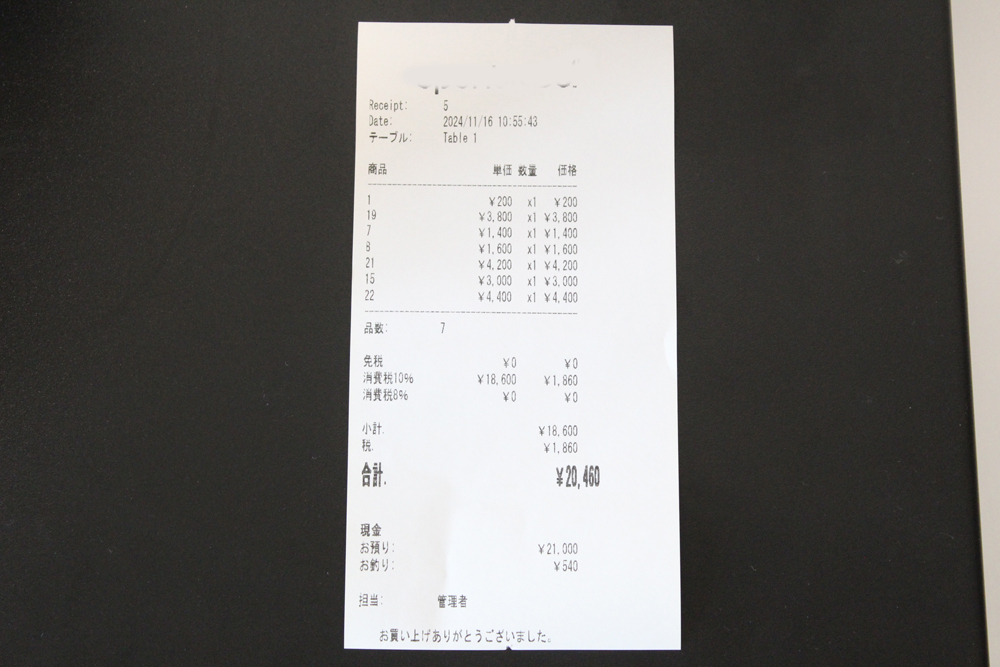 Receipt: 5
Date: 2024/11/16 10:55:43
テーブル: Table 1
商品 単価 数量 価格
1 ¥200 x1 ¥200
19 ¥3,800 x1 ¥3,800
7 ¥1,400 x1 ¥1,400
8 ¥1,600 x1 ¥1,600
21 ¥4,200 x1 ¥4,200
15 ¥3,000 x1 ¥3,000
22 ¥4,400 x1 ¥4,400
品数: 7
免税 ¥0 ¥0
消費税10% ¥18,600 ¥1,860
消費税8% ¥0 ¥0
小計. ¥18,600
税. ¥1,860
合計. ¥20,460
現金
お預り: ¥21,000
お釣り: ¥540
担当: 管理者
お買い上げありがとうございました。